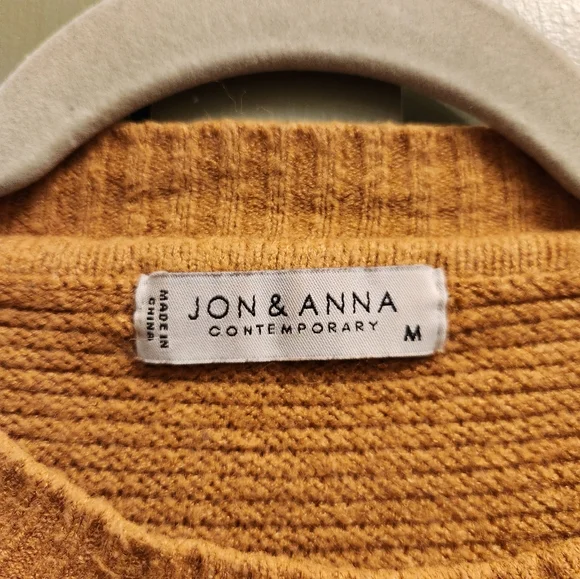 MADE IN
CHINA
JON & ANNA
CONTEMPORARY
M